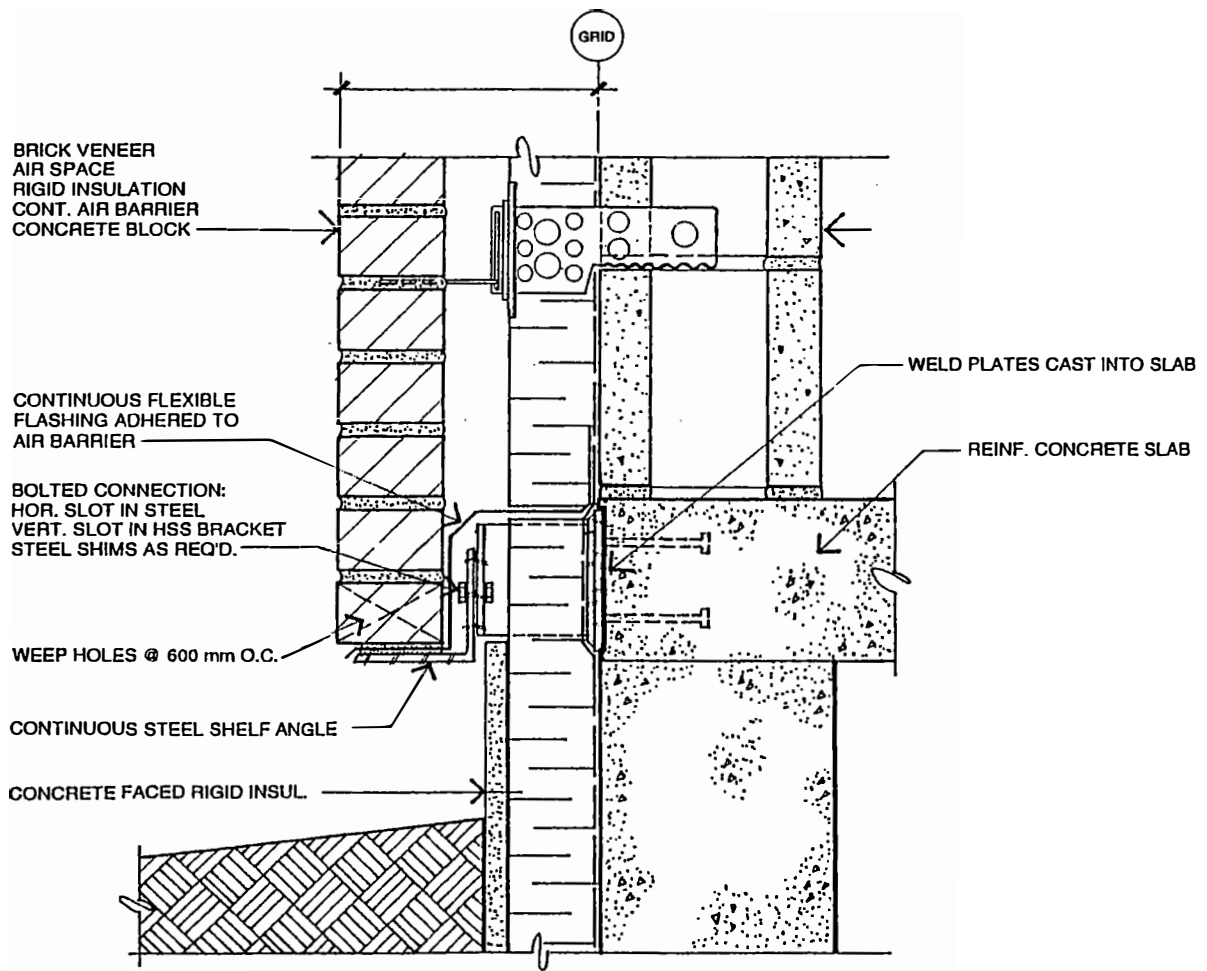 GRID
BRICK VENEER
AIR SPACE
RIGID INSULATION
CONT. AIR BARRIER
CONCRETE BLOCK
WELD PLATES CAST INTO SLAB
CONTINUOUS FLEXIBLE
FLASHING ADHERED TO
AIR BARRIER
REINF. CONCRETE SLAB
BOLTED CONNECTION:
HOR. SLOT IN STEEL
VERT. SLOT IN HSS BRACKET
STEEL SHIMS AS REQ'D.
WEEP HOLES @ 600 mm O.C.
CONTINUOUS STEEL SHELF ANGLE
CONCRETE FACED RIGID INSUL.